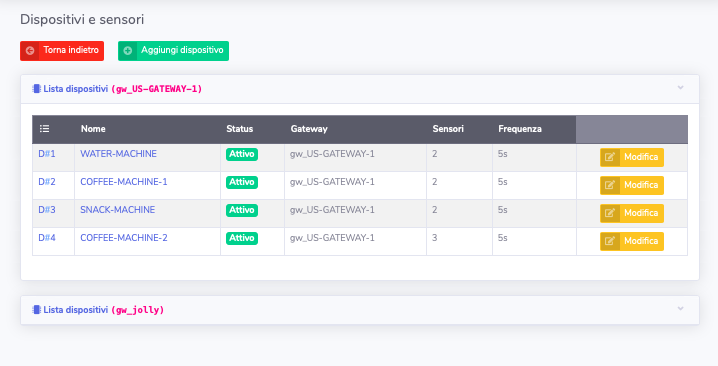 Dispositivi e sensori
Torna indietro Aggiungi dispositivo
Lista dispositivi (gw_US-GATEWAY-1)
Nome Status Gateway Sensori Frequenza
D#1 WATER-MACHINE Attivo gw_US-GATEWAY-1 2 5s Modifica
D#2 COFFEE-MACHINE-1 Attivo gw_US-GATEWAY-1 2 5s Modifica
D#3 SNACK-MACHINE Attivo gw_US-GATEWAY-1 2 5s Modifica
D#4 COFFEE-MACHINE-2 Attivo gw_US-GATEWAY-1 3 5s Modifica
Lista dispositivi (gw_jolly)